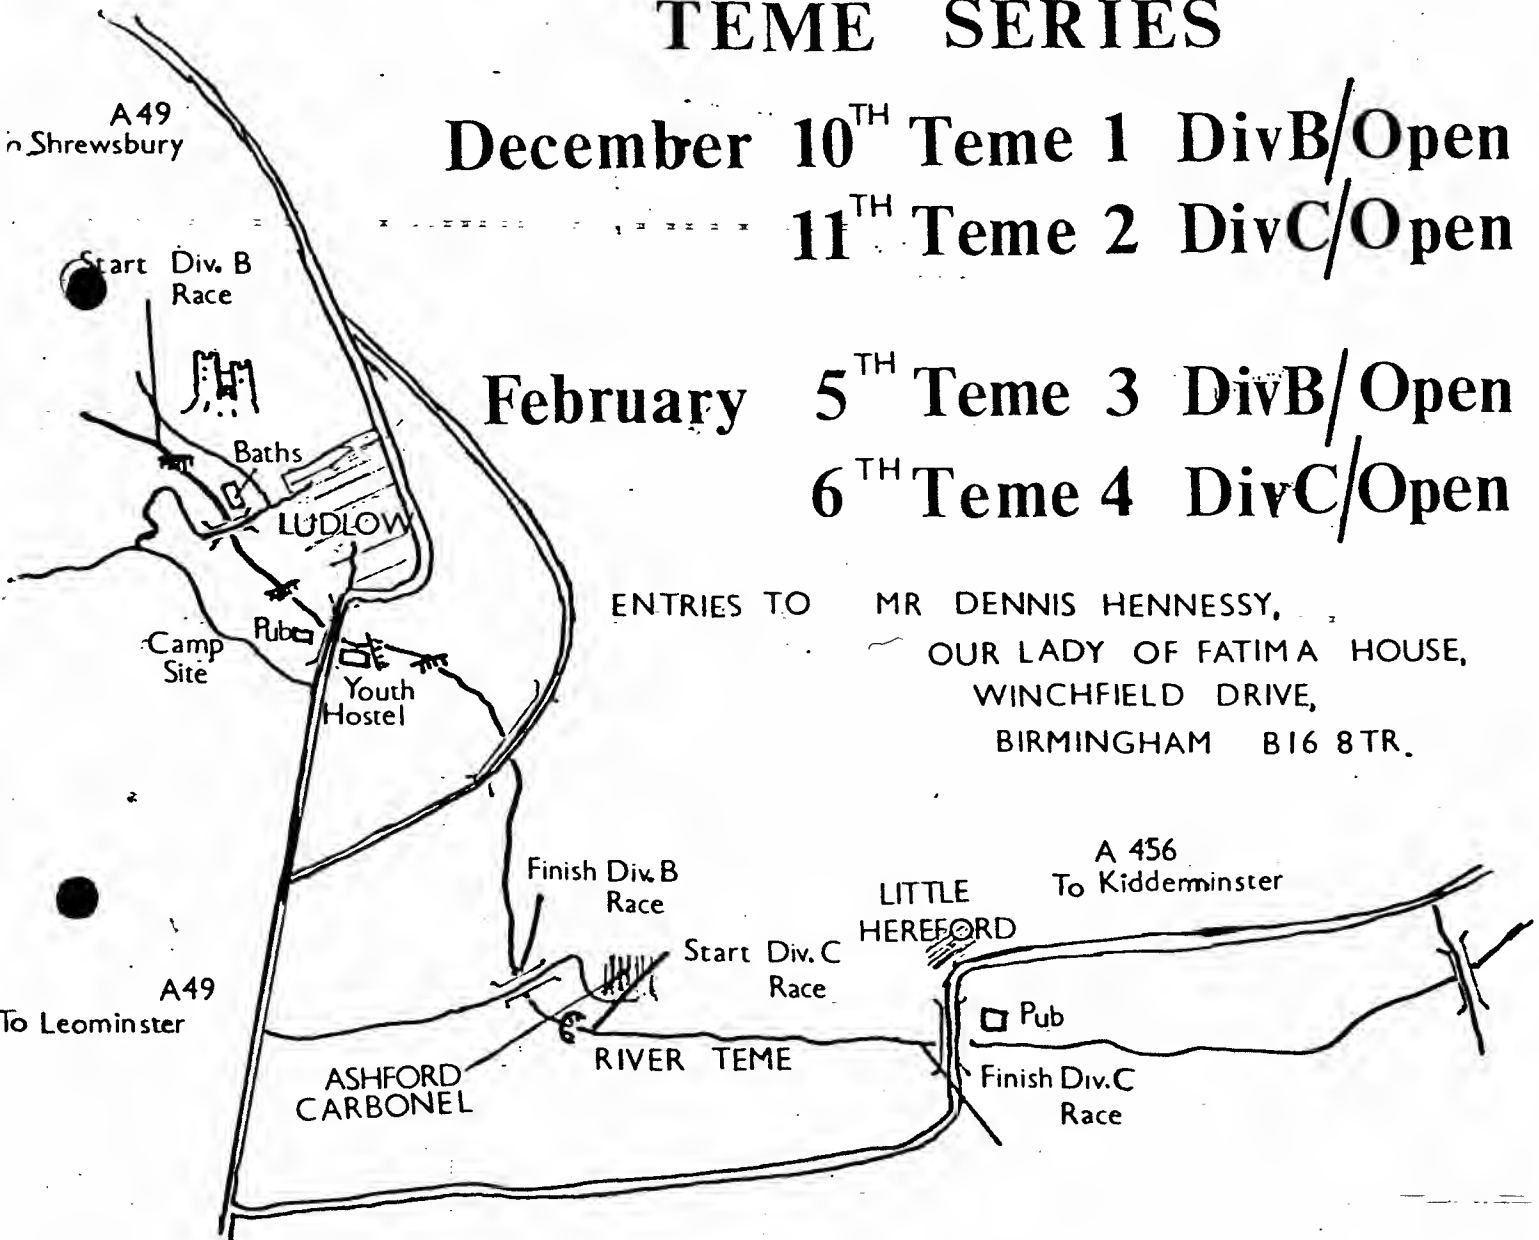 TEME SERIES
December 10TH Teme 1 DivB/Open
11TH Teme 2 DivC/Open
February 5TH Teme 3 DivB/Open
6TH Teme 4 DivC/Open
ENTRIES TO MR DENNIS HENNESSY,
OUR LADY OF FATIMA HOUSE,
WINCHFIELD DRIVE,
BIRMINGHAM B16 8TR.
A49
Shrewsbury
Start Div. B
Race
Baths
LUDLOW
Pub
Camp
Site
Youth
Hostel
Finish Div. B
Race
A 456
To Kidderminster
LITTLE
HEREFORD
Start Div. C
Race
A49
To Leominster
Pub
RIVER TEME
ASHFORD
CARBONEL
Finish Div. C
Race